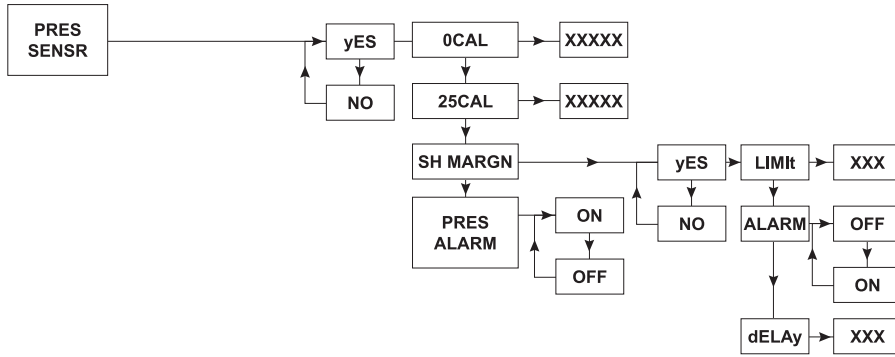 PRES
SENSR
yES
0CAL
XXXXX
NO
25CAL
XXXXX
SH MARGN
yES
LIMIt
XXX
PRES
ALARM
ON
OFF
NO
ALARM
OFF
ON
dELAy
XXX